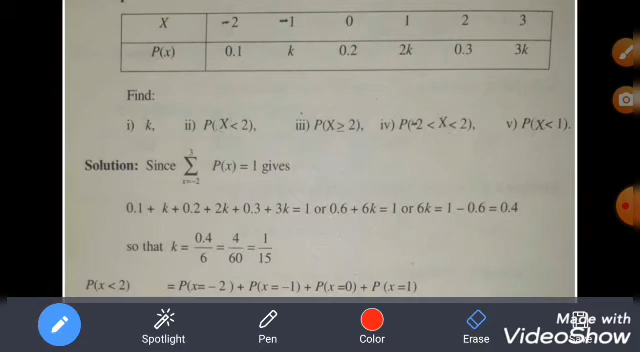 X −2 −1 0 1 2 3
P(x) 0.1 k 0.2 2k 0.3 3k
Find:
i) k, ii) P(X < 2), iii) P(X ≥ 2), iv) P(-2 < X < 2), v) P(X < 1).
Solution: Since 3 ∑ x=−2 P(x) = 1 gives
0.1 + k + 0.2 + 2k + 0.3 + 3k = 1 or 0.6 + 6k = 1 or 6k = 1 − 0.6 = 0.4
so that k = 0.4/6 = 4/60 = 1/15
P(x < 2) = P(x= − 2 ) + P(x = −1) + P(x =0) + P (x =1)
Spotlight Pen Color Erase
Made with
VideoShow